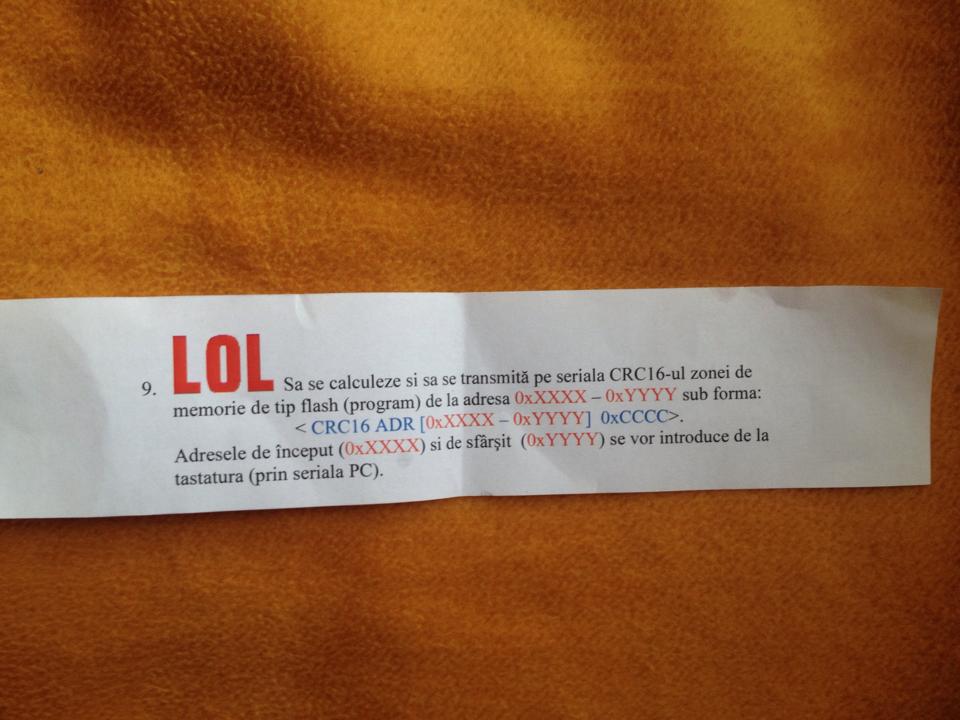 9. LOL Sa se calculeze si sa se transmită pe seriala CRC16-ul zonei de
memorie de tip flash (program) de la adresa 0xXXXX – 0xYYYY sub forma:
< CRC16 ADR [0xXXXX – 0xYYYY] 0xCCCC>.
Adresele de început (0xXXXX) si de sfârşit (0xYYYY) se vor introduce de la
tastatura (prin seriala PC).